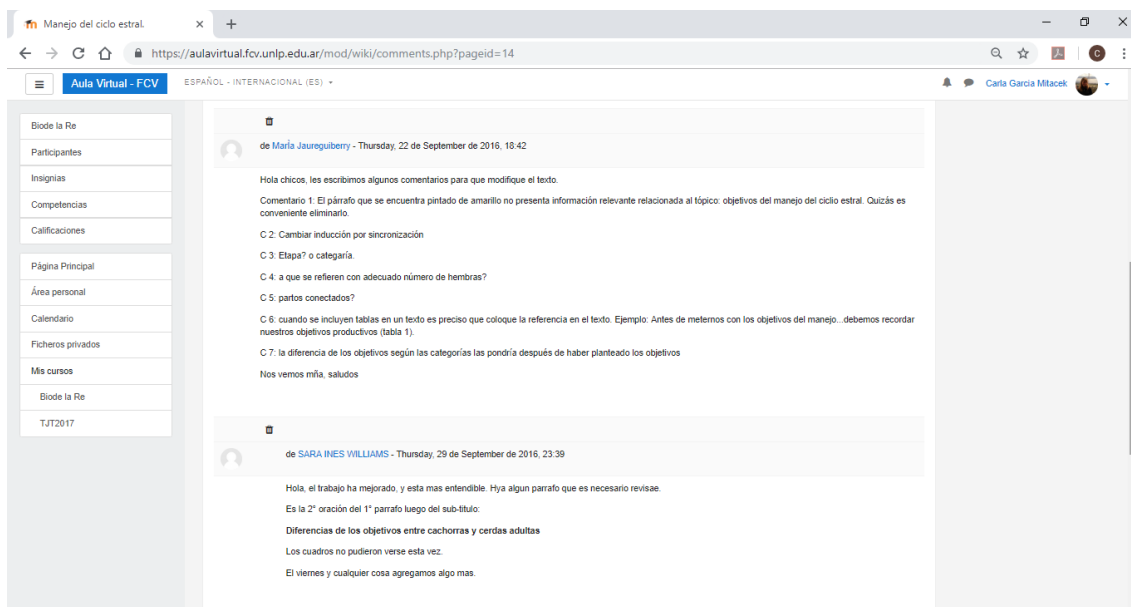 Manejo del ciclo estral.
https://aulavirtual.fcv.unlp.edu.ar/mod/wiki/comments.php?pageid=14
C
Aula Virtual - FCV
ESPAÑOL - INTERNACIONAL (ES)
Carla Garcia Mitacek
Biode la Re
Participantes
Insignias
Competencias
Calificaciones
Página Principal
Área personal
Calendario
Ficheros privados
Mis cursos
Biode la Re
TJT2017
de MarÍa Jaureguiberry - Thursday, 22 de September de 2016, 18:42
Hola chicos, les escribimos algunos comentarios para que modifique el texto.
Comentario 1: El párrafo que se encuentra pintado de amarillo no presenta información relevante relacionada al tópico: objetivos del manejo del ciclio estral. Quizás es
conveniente eliminarlo.
C 2: Cambiar inducción por sincronización
C 3: Etapa? o categaría.
C 4: a que se refieren con adecuado número de hembras?
C 5: partos conectados?
C 6: cuando se incluyen tablas en un texto es preciso que coloque la referencia en el texto. Ejemplo: Antes de meternos con los objetivos del manejo...debemos recordar
nuestros objetivos productivos (tabla 1).
C 7: la diferencia de los objetivos según las categorías las pondría después de haber planteado los objetivos
Nos vemos mña, saludos
de SARA INES WILLIAMS - Thursday, 29 de September de 2016, 23:39
Hola, el trabajo ha mejorado, y esta mas entendible. Hya algun parrafo que es necesario revisae.
Es la 2° oración del 1° parrafo luego del sub-titulo:
Diferencias de los objetivos entre cachorras y cerdas adultas
Los cuadros no pudieron verse esta vez.
El viernes y cualquier cosa agregamos algo mas.